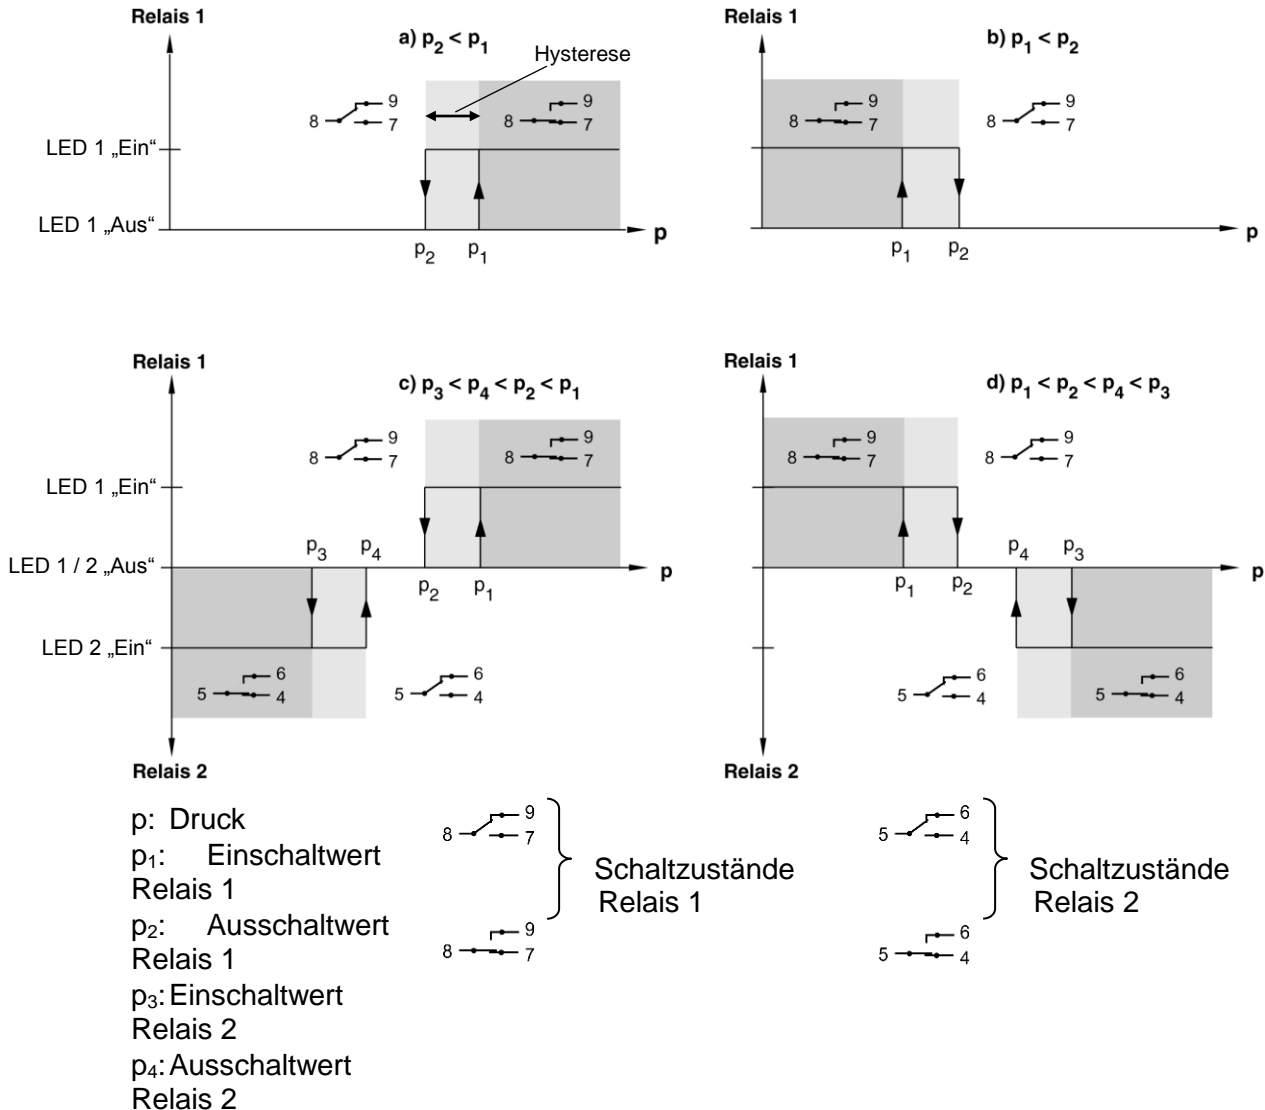 Relais 1
a) p2 < p1
Hysterese
8 9 7
8 9 7
LED 1 „Ein“
LED 1 „Aus“
p2 p1
p
Relais 1
b) p1 < p2
8 9 7
8 9 7
p1 p2
p
Relais 1
c) p3 < p4 < p2 < p1
8 9 7
8 9 7
LED 1 „Ein“
p3 p4
LED 1 / 2 „Aus“
p
p2 p1
LED 2 „Ein“
5 6 4
5 6 4
Relais 2
Relais 1
d) p1 < p2 < p4 < p3
8 9 7
8 9 7
p4 p3
p
p1 p2
5 6 4
5 6 4
Relais 2
p: Druck
p1: Einschaltwert
Relais 1
p2: Ausschaltwert
Relais 1
p3: Einschaltwert
Relais 2
p4: Ausschaltwert
Relais 2
8 9 7
8 9 7
Schaltzustände
Relais 1
5 6 4
5 6 4
Schaltzustände
Relais 2